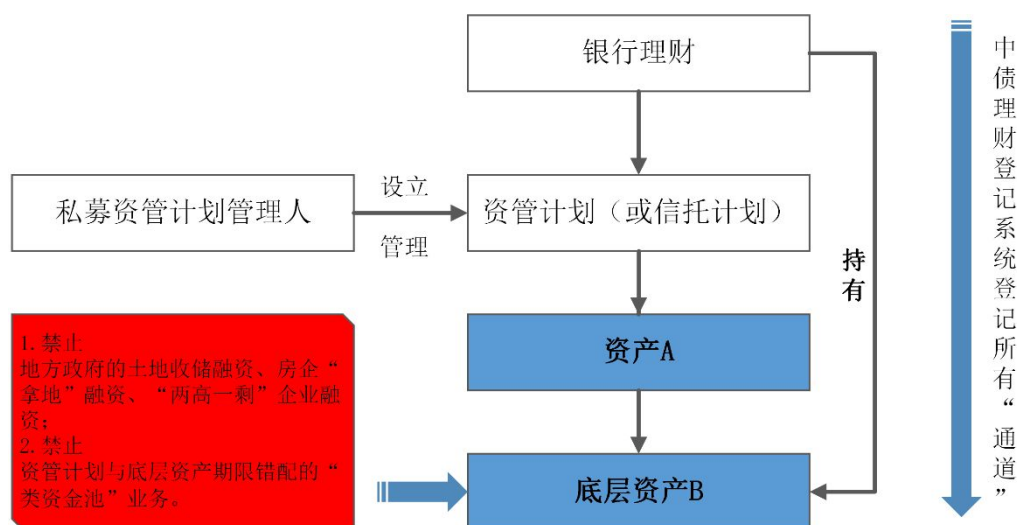 银行理财
私募资管计划管理人
设立
管理
资管计划（或信托计划）
持有
资产A
1.禁止
地方政府的土地收储融资、房企“
拿地”融资、“两高一剩”企业融
资；
2.禁止
资管计划与底层资产期限错配的“
类资金池”业务。
底层资产B
中债理财登记系统登记所有“通道”